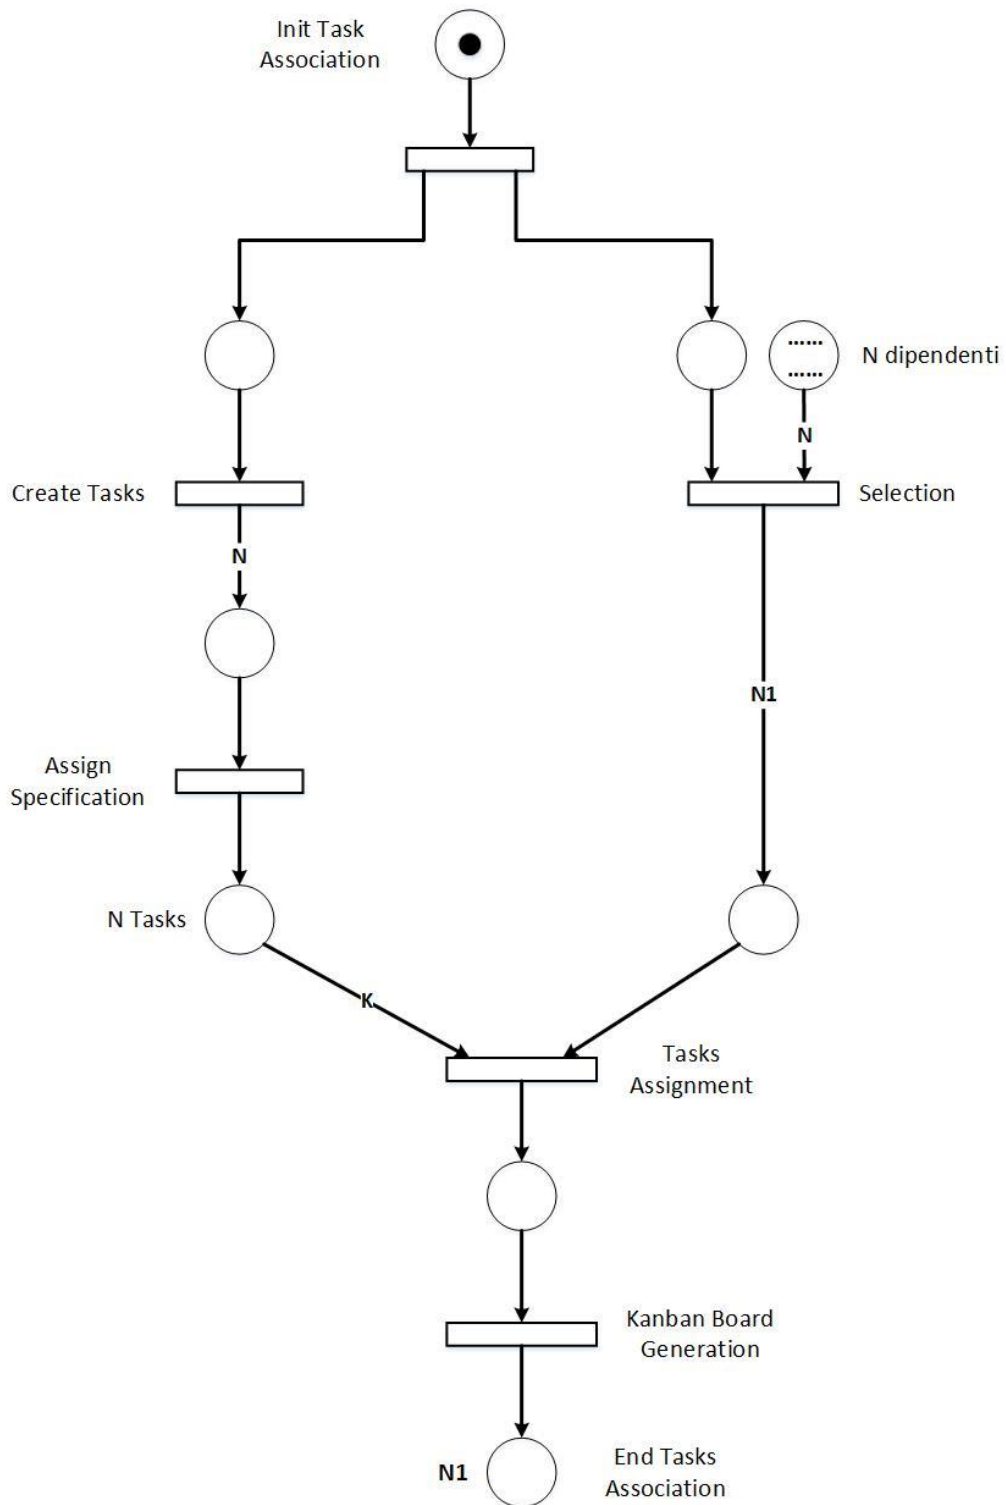 Init Task
Association
N dipendenti
N
Create Tasks
Selection
N
N1
Assign
Specification
N Tasks
K
Tasks
Assignment
Kanban Board
Generation
N1
End Tasks
Association